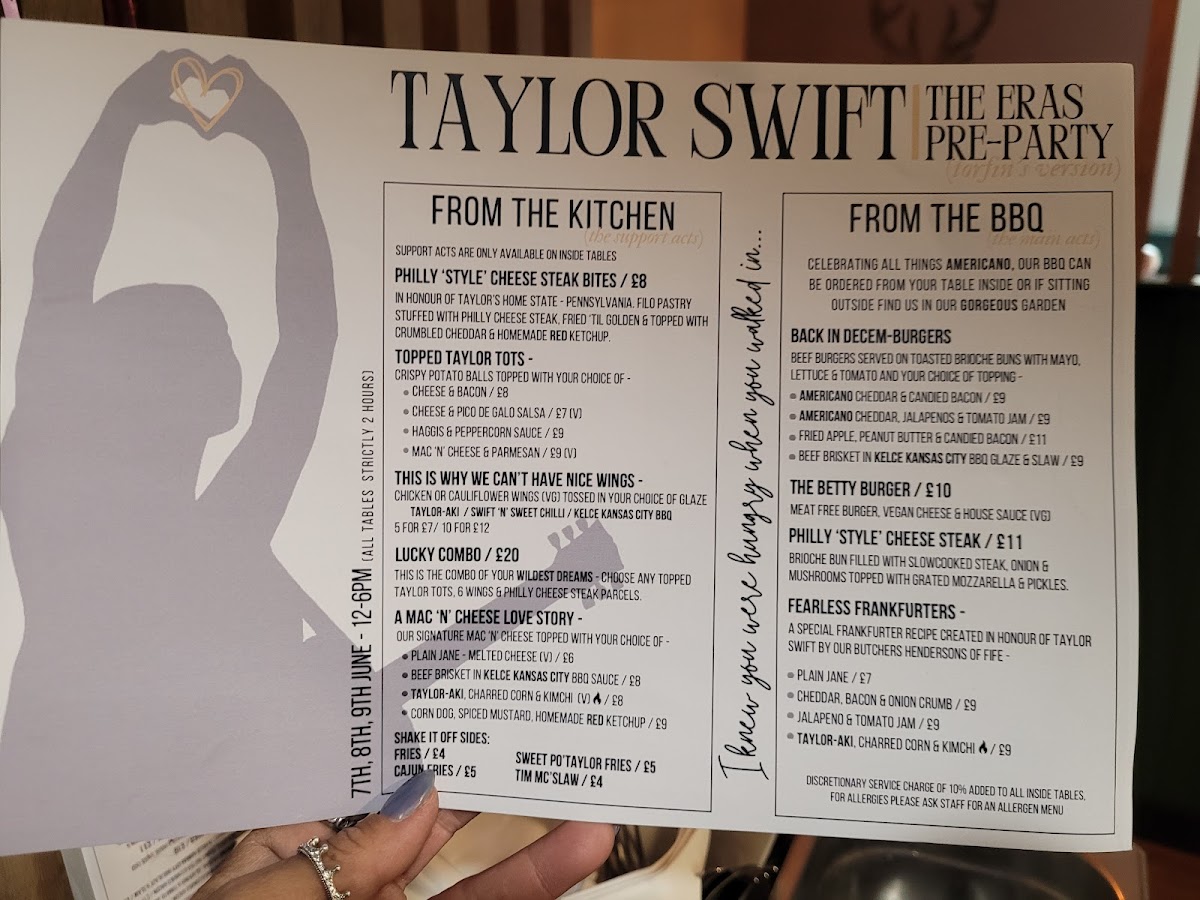 TAYLOR SWIFT
THE ERAS
PRE-PARTY
(torfin's version)
7TH, 8TH, 9TH JUNE - 12-6PM (ALL TABLES STRICTLY 2 HOURS)
FROM THE KITCHEN
(the support acts)
SUPPORT ACTS ARE ONLY AVAILABLE ON INSIDE TABLES
PHILLY 'STYLE' CHEESE STEAK BITES / £8
IN HONOUR OF TAYLOR'S HOME STATE - PENNSYLVANIA. FILO PASTRY
STUFFED WITH PHILLY CHEESE STEAK, FRIED 'TIL GOLDEN & TOPPED WITH
CRUMBLED CHEDDAR & HOMEMADE RED KETCHUP.
TOPPED TAYLOR TOTS -
CRISPY POTATO BALLS TOPPED WITH YOUR CHOICE OF -
CHEESE & BACON / £8
CHEESE & PICO DE GALO SALSA / £7 (V)
HAGGIS & PEPPERCORN SAUCE / £9
MAC 'N' CHEESE & PARMESAN / £9 (V)
THIS IS WHY WE CAN'T HAVE NICE WINGS -
CHICKEN OR CAULIFLOWER WINGS (VG) TOSSED IN YOUR CHOICE OF GLAZE
TAYLOR-AKI / SWIFT 'N' SWEET CHILLI / KELCE KANSAS CITY BBQ
5 FOR £7/ 10 FOR £12
LUCKY COMBO / £20
THIS IS THE COMBO OF YOUR WILDEST DREAMS - CHOOSE ANY TOPPED
TAYLOR TOTS, 6 WINGS & PHILLY CHEESE STEAK PARCELS.
A MAC 'N' CHEESE LOVE STORY -
OUR SIGNATURE MAC 'N' CHEESE TOPPED WITH YOUR CHOICE OF -
PLAIN JANE - MELTED CHEESE (V) / £6
BEEF BRISKET IN KELCE KANSAS CITY BBQ SAUCE / £8
TAYLOR-AKI, CHARRED CORN & KIMCHI (V) / £8
CORN DOG, SPICED MUSTARD, HOMEMADE RED KETCHUP / £9
SHAKE IT OFF SIDES:
FRIES / £4
CAJUN FRIES / £5
SWEET PO'TAYLOR FRIES / £5
TIM MC'SLAW / £4
I knew you were hungry when you walked in...
FROM THE BBQ
(the main acts)
CELEBRATING ALL THINGS AMERICANO, OUR BBQ CAN
BE ORDERED FROM YOUR TABLE INSIDE OR IF SITTING
OUTSIDE FIND US IN OUR GORGEOUS GARDEN
BACK IN DECEM-BURGERS
BEEF BURGERS SERVED ON TOASTED BRIOCHE BUNS WITH MAYO,
LETTUCE & TOMATO AND YOUR CHOICE OF TOPPING -
AMERICANO CHEDDAR & CANDIED BACON / £9
AMERICANO CHEDDAR, JALAPENOS & TOMATO JAM / £9
FRIED APPLE, PEANUT BUTTER & CANDIED BACON / £11
BEEF BRISKET IN KELCE KANSAS CITY BBQ GLAZE & SLAW / £9
THE BETTY BURGER / £10
MEAT FREE BURGER, VEGAN CHEESE & HOUSE SAUCE (VG)
PHILLY 'STYLE' CHEESE STEAK / £11
BRIOCHE BUN FILLED WITH SLOWCOOKED STEAK, ONION &
MUSHROOMS TOPPED WITH GRATED MOZZARELLA & PICKLES.
FEARLESS FRANKFURTERS -
A SPECIAL FRANKFURTER RECIPE CREATED IN HONOUR OF TAYLOR
SWIFT BY OUR BUTCHERS HENDERSONS OF FIFE -
PLAIN JANE / £7
CHEDDAR, BACON & ONION CRUMB / £9
JALAPENO & TOMATO JAM / £9
TAYLOR-AKI, CHARRED CORN & KIMCHI / £9
DISCRETIONARY SERVICE CHARGE OF 10% ADDED TO ALL INSIDE TABLES.
FOR ALLERGIES PLEASE ASK STAFF FOR AN ALLERGEN MENU